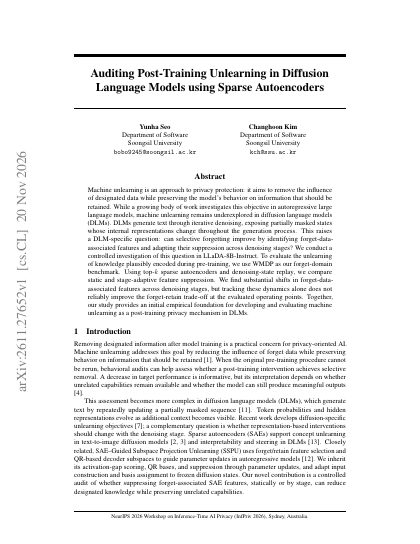 Auditing Post-Training Unlearning in Diffusion
Language Models using Sparse Autoencoders
Yunha Seo
Department of Software
Soongsil University
bobo9245@soongsil.ac.kr
Changhoon Kim
Department of Software
Soongsil University
kch@ssu.ac.kr
Abstract
Machine unlearning is an approach to privacy protection: it aims to remove the influence
of designated data while preserving the model's behavior on information that should be
retained. While a growing body of work investigates this objective in autoregressive large
language models, machine unlearning remains underexplored in diffusion language models
(DLMs). DLMs generate text through iterative denoising, exposing partially masked states
whose internal representations change throughout the generation process. This raises
a DLM-specific question: can selective forgetting improve by identifying forget-data-
associated features and adapting their suppression across denoising states? We conduct a
controlled investigation of this question in LLaDA-8B-Instruct. To evaluate the unlearning
of knowledge plausibly encoded during pre-training, we use WMDP as our forget-domain
benchmark. Using top-k sparse autoencoders and denoising-state replay, we compare
static and stage-adaptive feature suppression. We find substantial shifts in forget-data-
associated features across denoising stages, but tracking these dynamics alone does not
reliably improve the forget-retain trade-off at the evaluated operating points. Together,
our study provides an initial empirical foundation for developing and evaluating machine
unlearning as a post-training privacy mechanism in DLMs.
1 Introduction
Removing designated information after model training is a practical concern for privacy-oriented AI.
Machine unlearning addresses this goal by reducing the influence of forget data while preserving
behavior on information that should be retained [1]. When the original pre-training procedure cannot
be rerun, behavioral audits can help assess whether a post-training intervention achieves selective removal.
A decrease in target performance is informative, but its interpretation depends on whether
unrelated capabilities remain available and whether the model can still produce meaningful outputs
[4].
This assessment becomes more complex in diffusion language models (DLMs), which generate
text by repeatedly updating a partially masked sequence [11]. Token probabilities and hidden
representations evolve as additional context becomes visible. Recent work develops diffusion-specific
unlearning objectives [7]; a complementary question is whether representation-based interventions
should change with the denoising stage. Sparse autoencoders (SAEs) support concept unlearning
in text-to-image diffusion models [2, 3] and interpretability and steering in DLMs [13]. Closely
related, SAE–Guided Subspace Projection Unlearning (SSPU) uses forget/retain feature selection and
QR-based decoder subspaces to guide parameter updates in autoregressive models [12]. We inherit
its activation-gap scoring, QR bases, and suppression through parameter updates, and adapt input
construction and basis assignment to frozen diffusion states. Our novel contribution is a controlled
audit of whether suppressing forget-associated SAE features, statically or by stage, can reduce
designated knowledge while preserving unrelated capabilities.
NeurIPS 2026 Workshop on Inference-Time AI Privacy (InfPriv 2026), Sydney, Australia.
arXiv:2611.27652v1 [cs.CL] 20 Nov 2026